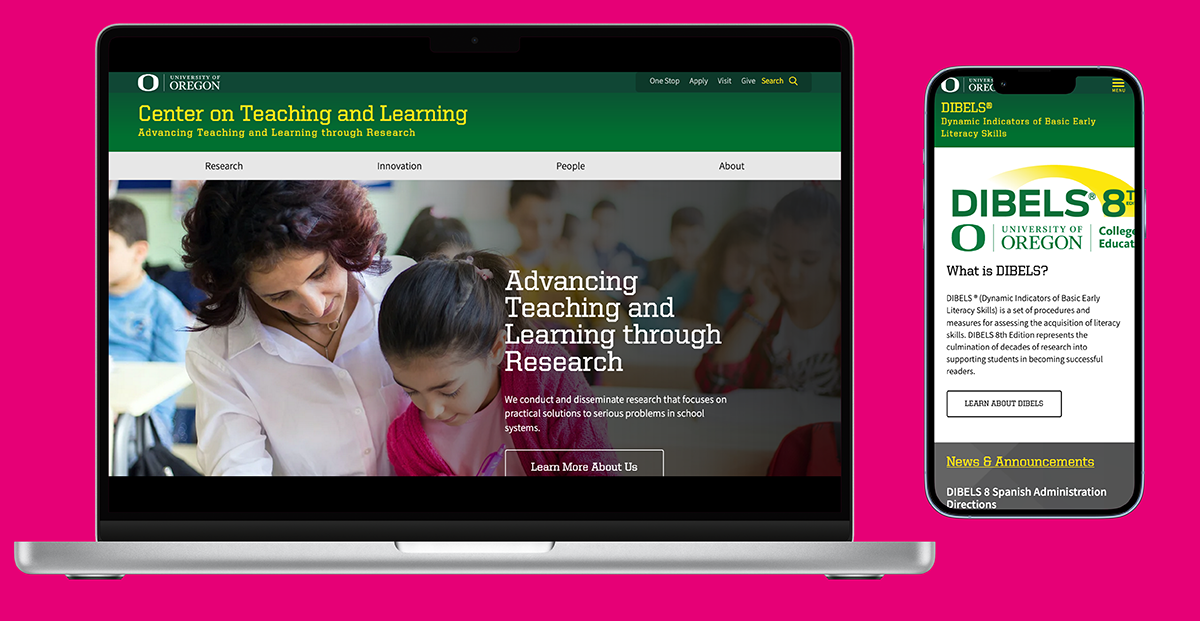 UNIVERSITY OF
OREGON
One Stop Apply Visit Give Search
Center on Teaching and Learning
Advancing Teaching and Learning through Research
Research Innovation People About
Advancing
Teaching and
Learning through
Research
We conduct and disseminate research that focuses on
practical solutions to serious problems in school
systems.
Learn More About Us
UNIVERS
OREG
MENU
DIBELS®
Dynamic Indicators of Basic Early
Literacy Skills
DIBELS® 8T
EDI
UNIVERSITY OF
OREGON
College
Educat
What is DIBELS?
DIBELS ® (Dynamic Indicators of Basic Early
Literacy Skills) is a set of procedures and
measures for assessing the acquisition of literacy
skills. DIBELS 8th Edition represents the
culmination of decades of research into
supporting students in becoming successful
readers.
LEARN ABOUT DIBELS
News & Announcements
DIBELS 8 Spanish Administration
Directions